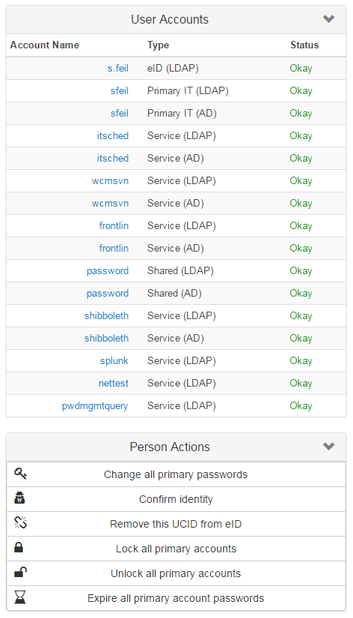 User Accounts
Account Name Type Status
s.feil eID (LDAP) Okay
sfeil Primary IT (LDAP) Okay
sfeil Primary IT (AD) Okay
itsched Service (LDAP) Okay
itsched Service (AD) Okay
wcmsvn Service (LDAP) Okay
wcmsvn Service (AD) Okay
frontlin Service (LDAP) Okay
frontlin Service (AD) Okay
password Shared (LDAP) Okay
password Shared (AD) Okay
shibboleth Service (LDAP) Okay
shibboleth Service (AD) Okay
splunk Service (LDAP) Okay
nettest Service (LDAP) Okay
pwdmgmtquery Service (LDAP) Okay
Person Actions
Change all primary passwords
Confirm identity
Remove this UCID from eID
Lock all primary accounts
Unlock all primary accounts
Expire all primary account passwords